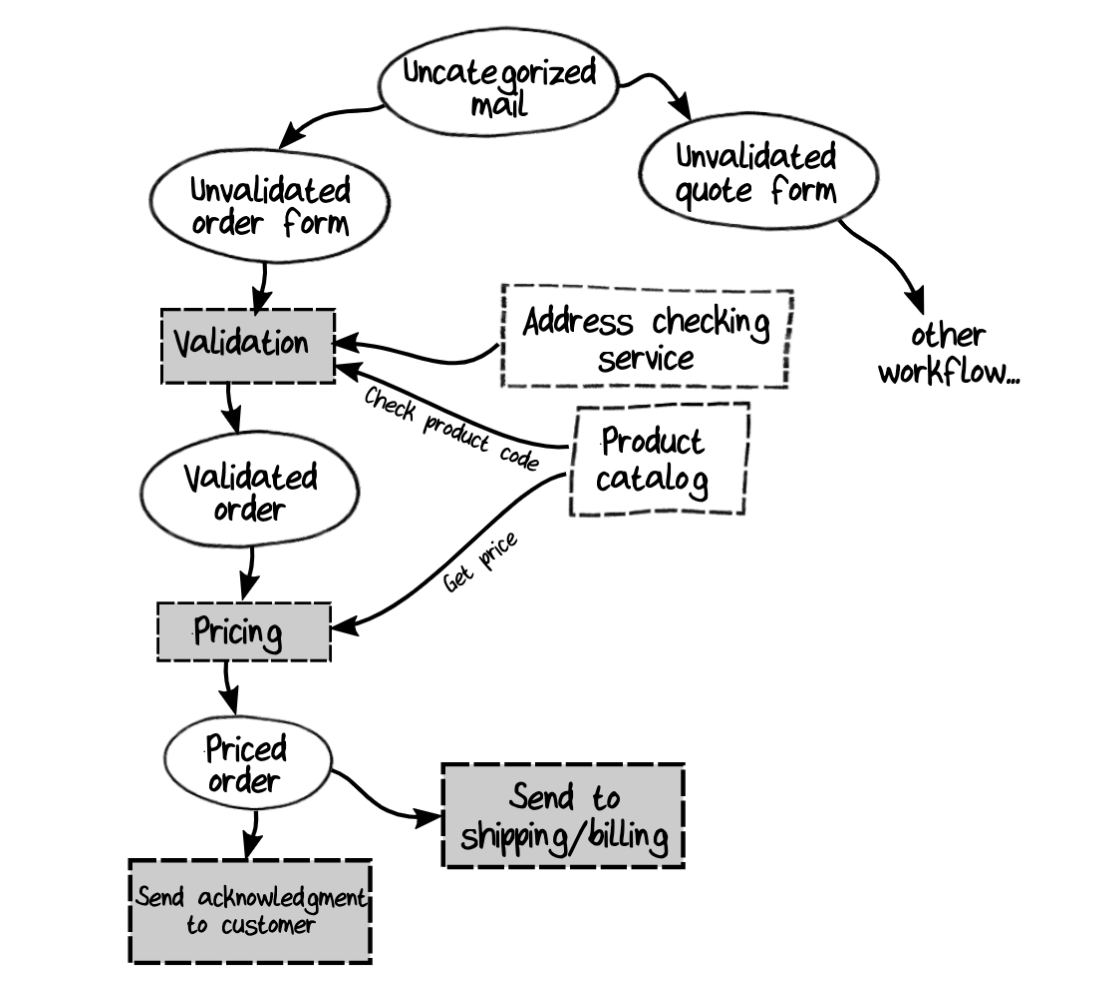 Uncategorized
mail
Unvalidated
quote form
Unvalidated
order form
Validation
Address checking
service
other
workflow...
Check product code
Product
catalog
Validated
order
Get price
Pricing
Priced
order
Send to
shipping/billing
Send acknowledgment
to customer